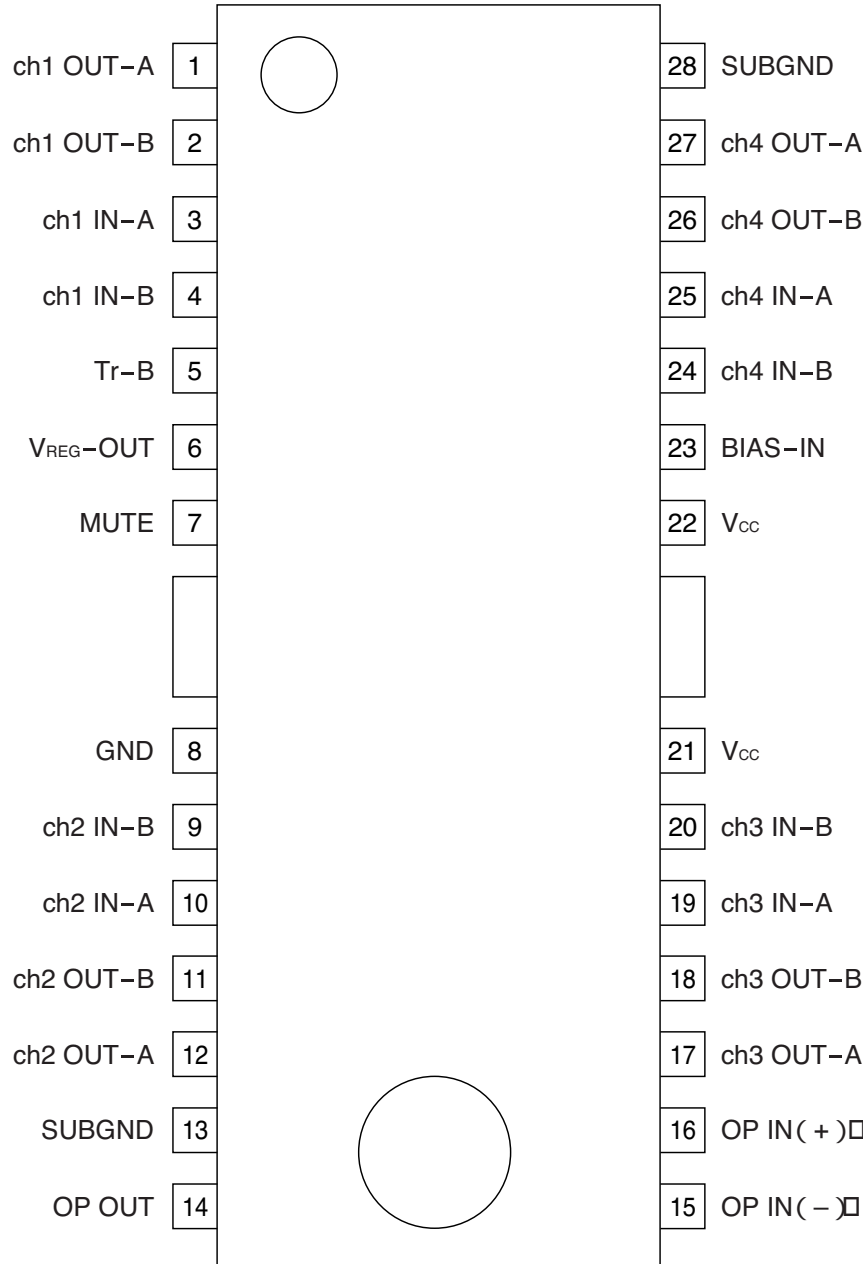 ch1 OUT−A 1
28 SUBGND
ch1 OUT−B 2
27 ch4 OUT−A
ch1 IN−A 3
26 ch4 OUT−B
ch1 IN−B 4
25 ch4 IN−A
Tr−B 5
24 ch4 IN−B
VREG−OUT 6
23 BIAS−IN
MUTE 7
22 Vcc
GND 8
21 Vcc
ch2 IN−B 9
20 ch3 IN−B
ch2 IN−A 10
19 ch3 IN−A
ch2 OUT−B 11
18 ch3 OUT−B
ch2 OUT−A 12
17 ch3 OUT−A
SUBGND 13
16 OP IN(+)
OP OUT 14
15 OP IN(−)